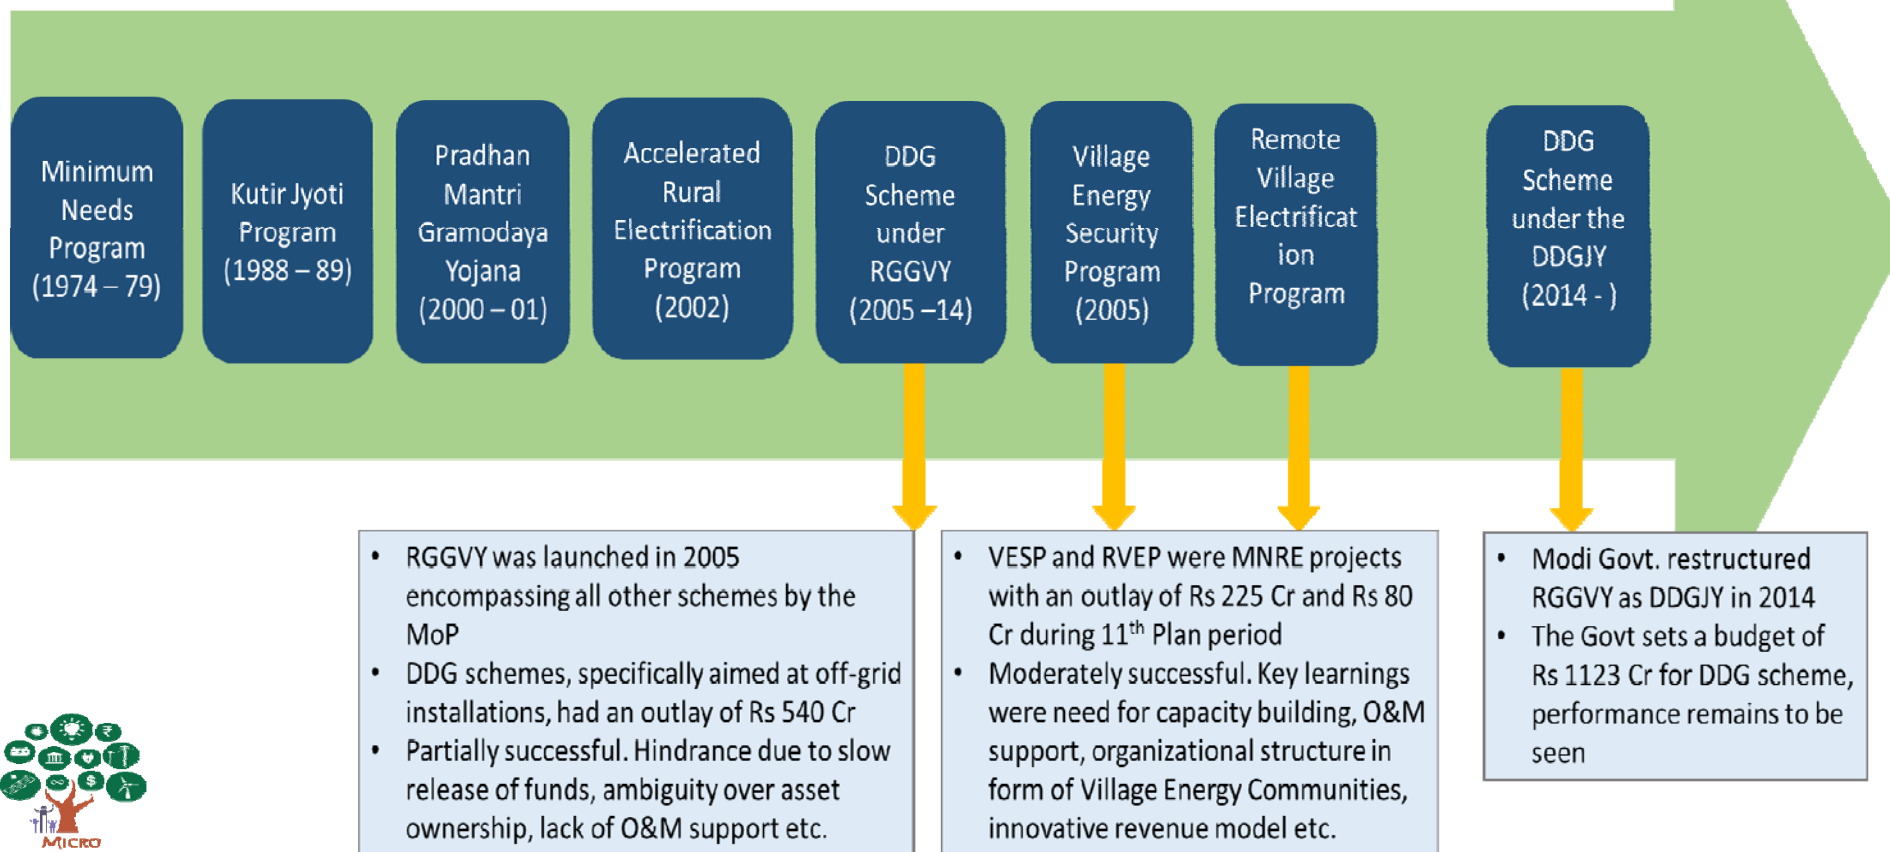 Minimum
Needs
Program
(1974 – 79)
Kutir Jyoti
Program
(1988 – 89)
Pradhan
Mantri
Gramodaya
Yojana
(2000 – 01)
Accelerated
Rural
Electrification
Program
(2002)
DDG
Scheme
under
RGGVY
(2005 –14)
Village
Energy
Security
Program
(2005)
Remote
Village
Electrificat
ion
Program
DDG
Scheme
under the
DDGJY
(2014 - )
• RGGVY was launched in 2005
encompassing all other schemes by the
MoP
• DDG schemes, specifically aimed at off-grid
installations, had an outlay of Rs 540 Cr
• Partially successful. Hindrance due to slow
release of funds, ambiguity over asset
ownership, lack of O&M support etc.
• VESP and RVEP were MNRE projects
with an outlay of Rs 225 Cr and Rs 80
Cr during 11th Plan period
• Moderately successful. Key learnings
were need for capacity building, O&M
support, organizational structure in
form of Village Energy Communities,
innovative revenue model etc.
• Modi Govt. restructured
RGGVY as DDGJY in 2014
• The Govt sets a budget of
Rs 1123 Cr for DDG scheme,
performance remains to be
seen
MICRO